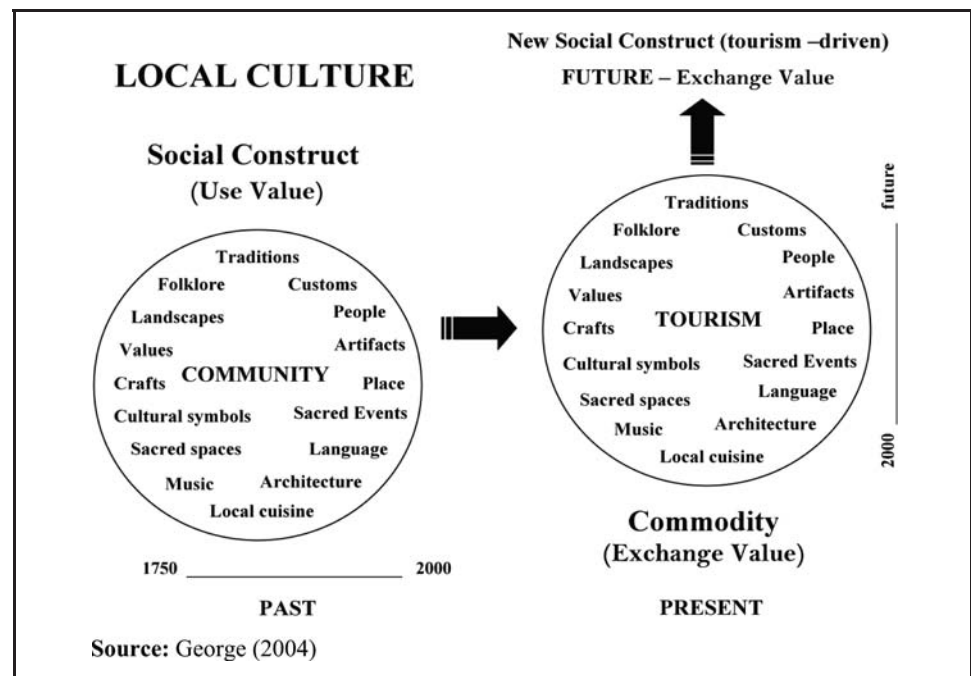 LOCAL CULTURE
Social Construct
(Use Value)
Traditions
Folklore Customs
Landscapes People
Values Artifacts
COMMUNITY
Crafts Place
Cultural symbols Sacred Events
Sacred spaces Language
Music Architecture
Local cuisine
1750 2000
PAST
New Social Construct (tourism –driven)
FUTURE – Exchange Value
Traditions
Folklore Customs
Landscapes People
Values Artifacts
TOURISM
Crafts Place
Cultural symbols Sacred Events
Sacred spaces Language
Music Architecture
Local cuisine
future
2000
Commodity
(Exchange Value)
PRESENT
Source: George (2004)